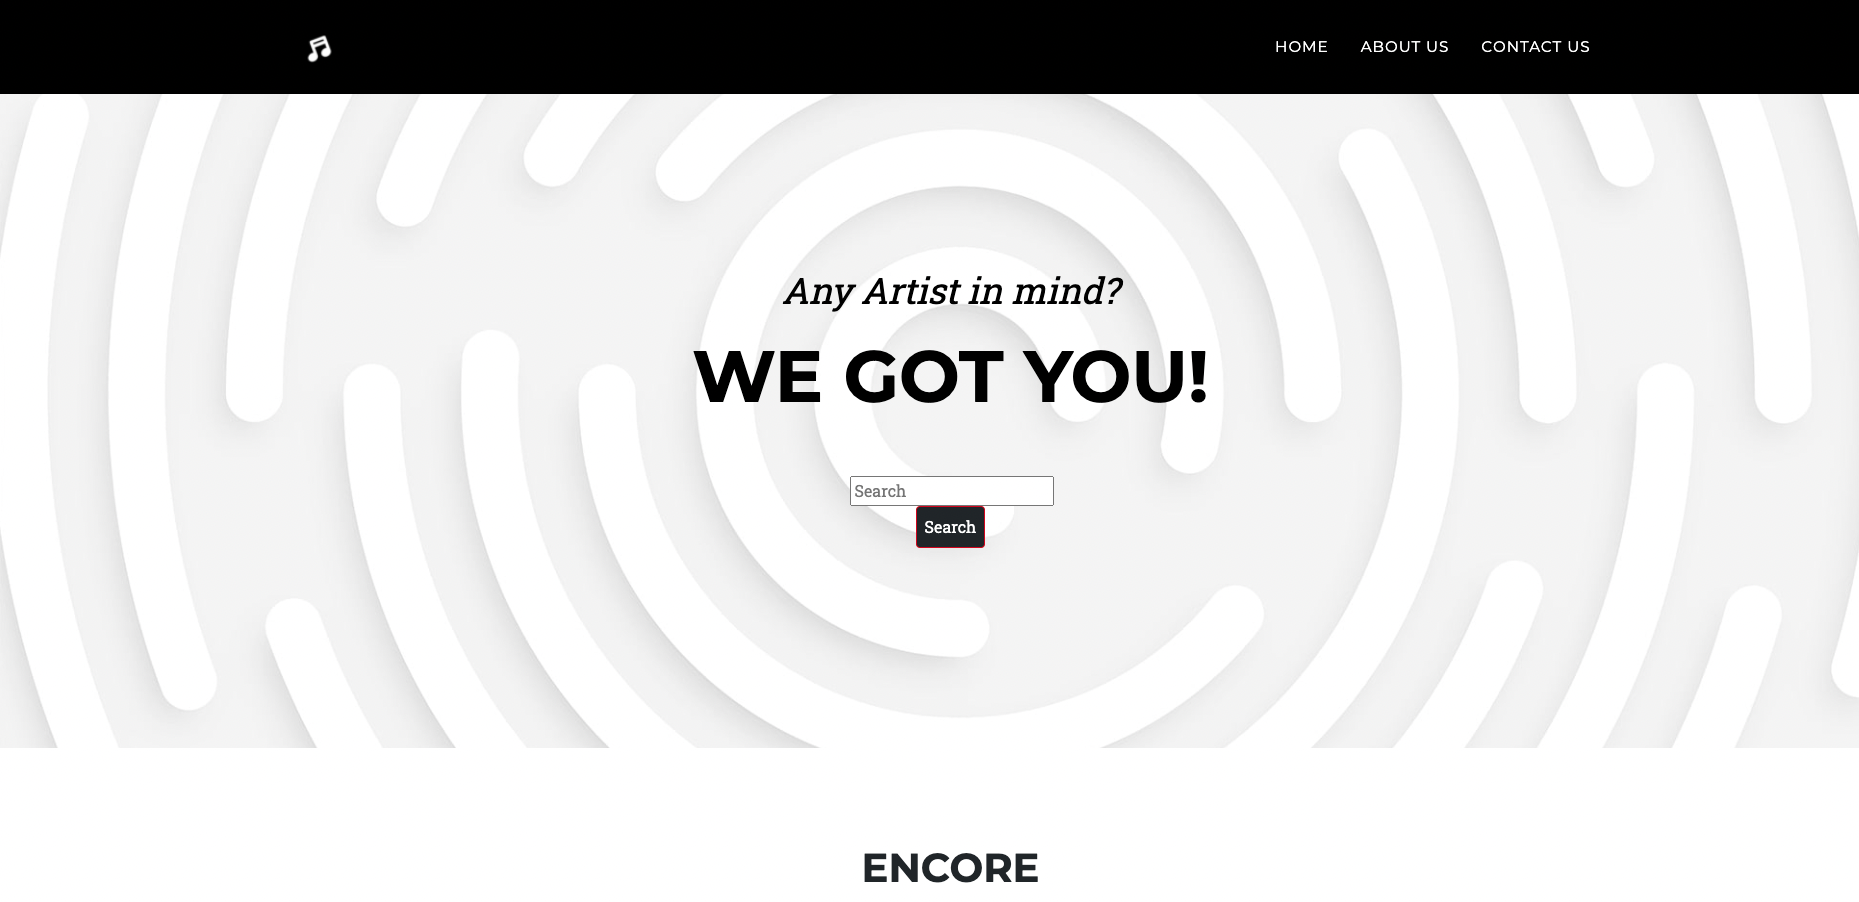 HOME ABOUT US CONTACT US
Any Artist in mind?
WE GOT YOU!
Search
Search
ENCORE